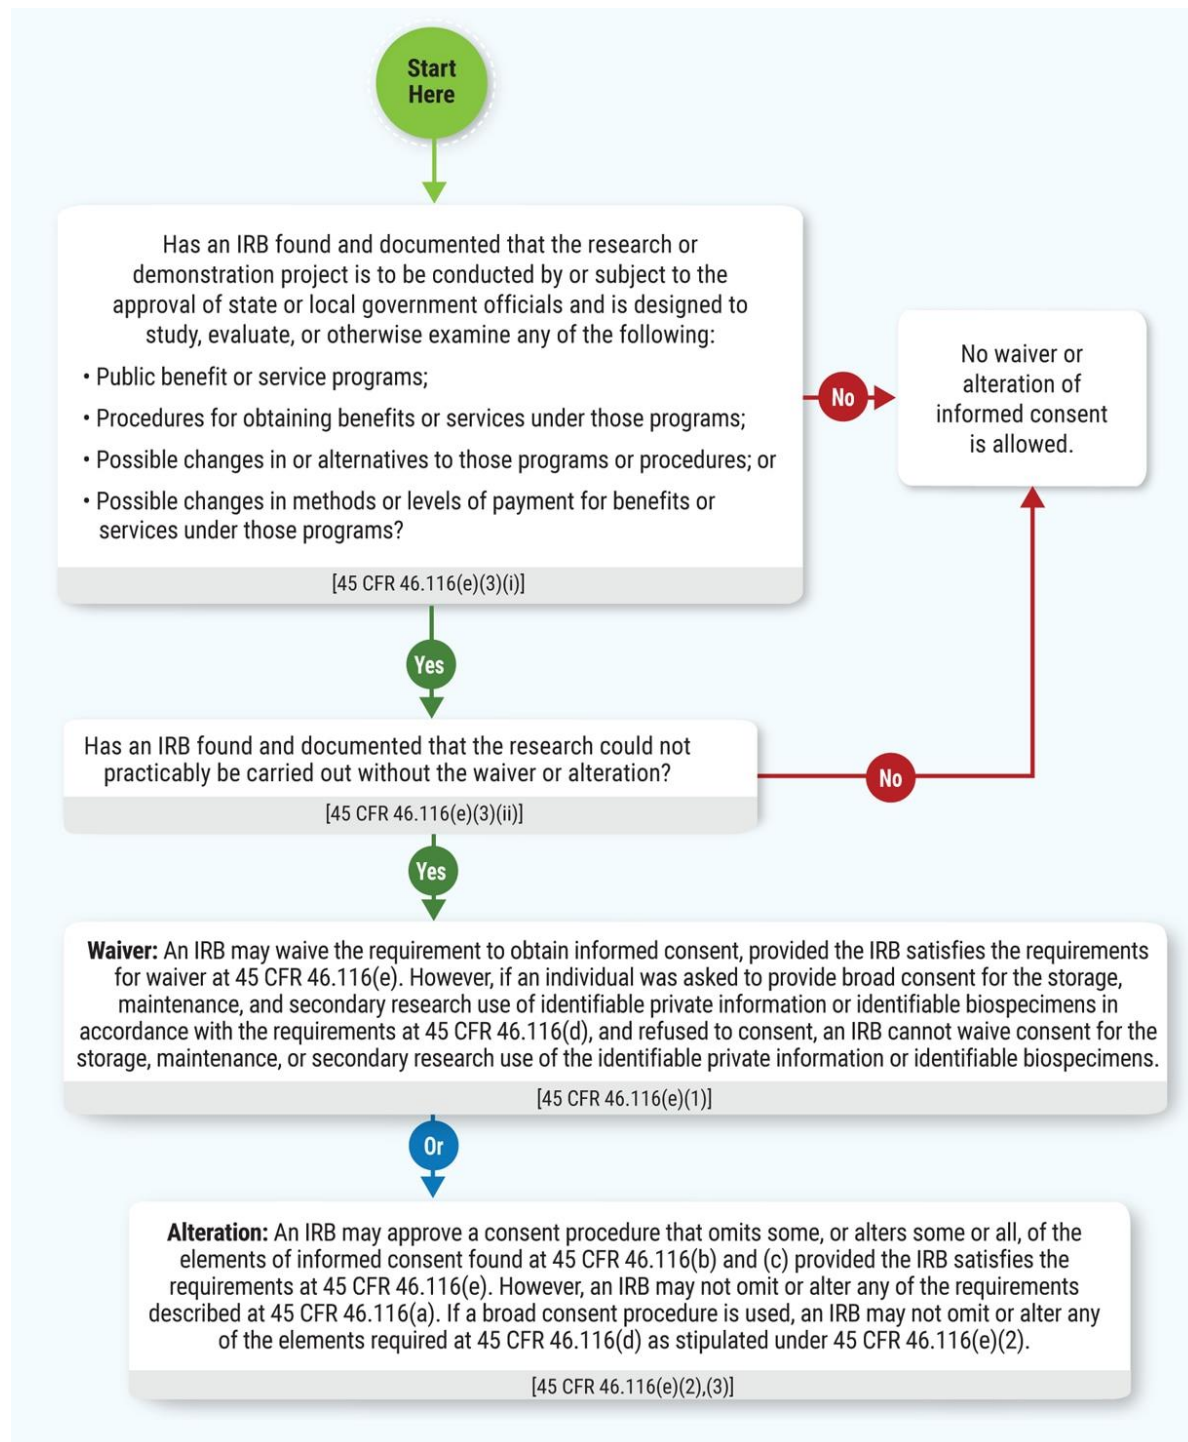 Start
Here
Has an IRB found and documented that the research or
demonstration project is to be conducted by or subject to the
approval of state or local government officials and is designed to
study, evaluate, or otherwise examine any of the following:
• Public benefit or service programs;
• Procedures for obtaining benefits or services under those programs;
• Possible changes in or alternatives to those programs or procedures; or
• Possible changes in methods or levels of payment for benefits or
services under those programs?
[45 CFR 46.116(e)(3)(i)]
No
No waiver or
alteration of
informed consent
is allowed.
Yes
Has an IRB found and documented that the research could not
practicably be carried out without the waiver or alteration?
[45 CFR 46.116(e)(3)(ii)]
No
Yes
Waiver: An IRB may waive the requirement to obtain informed consent, provided the IRB satisfies the requirements
for waiver at 45 CFR 46.116(e). However, if an individual was asked to provide broad consent for the storage,
maintenance, and secondary research use of identifiable private information or identifiable biospecimens in
accordance with the requirements at 45 CFR 46.116(d), and refused to consent, an IRB cannot waive consent for the
storage, maintenance, or secondary research use of the identifiable private information or identifiable biospecimens.
[45 CFR 46.116(e)(1)]
Or
Alteration: An IRB may approve a consent procedure that omits some, or alters some or all, of the
elements of informed consent found at 45 CFR 46.116(b) and (c) provided the IRB satisfies the
requirements at 45 CFR 46.116(e). However, an IRB may not omit or alter any of the requirements
described at 45 CFR 46.116(a). If a broad consent procedure is used, an IRB may not omit or alter any
of the elements required at 45 CFR 46.116(d) as stipulated under 45 CFR 46.116(e)(2).
[45 CFR 46.116(e)(2),(3)]